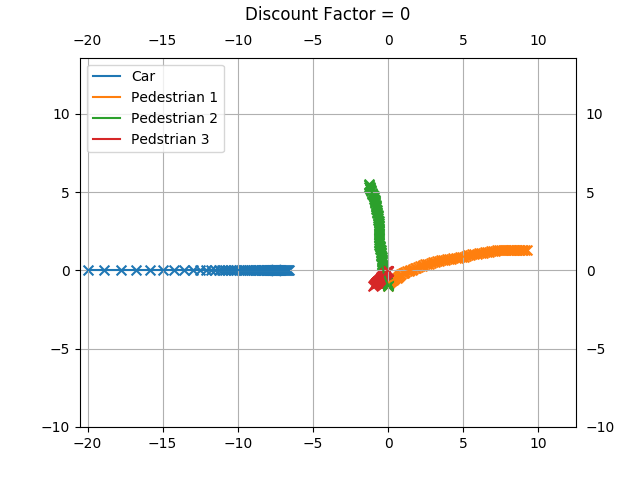 Discount Factor = 0
−20 −15 −10 −5 0 5 10
Car
Pedestrian 1
Pedestrian 2
Pedstrian 3
10 10
5 5
0 0
−5 −5
−10 −10
−20 −15 −10 −5 0 5 10